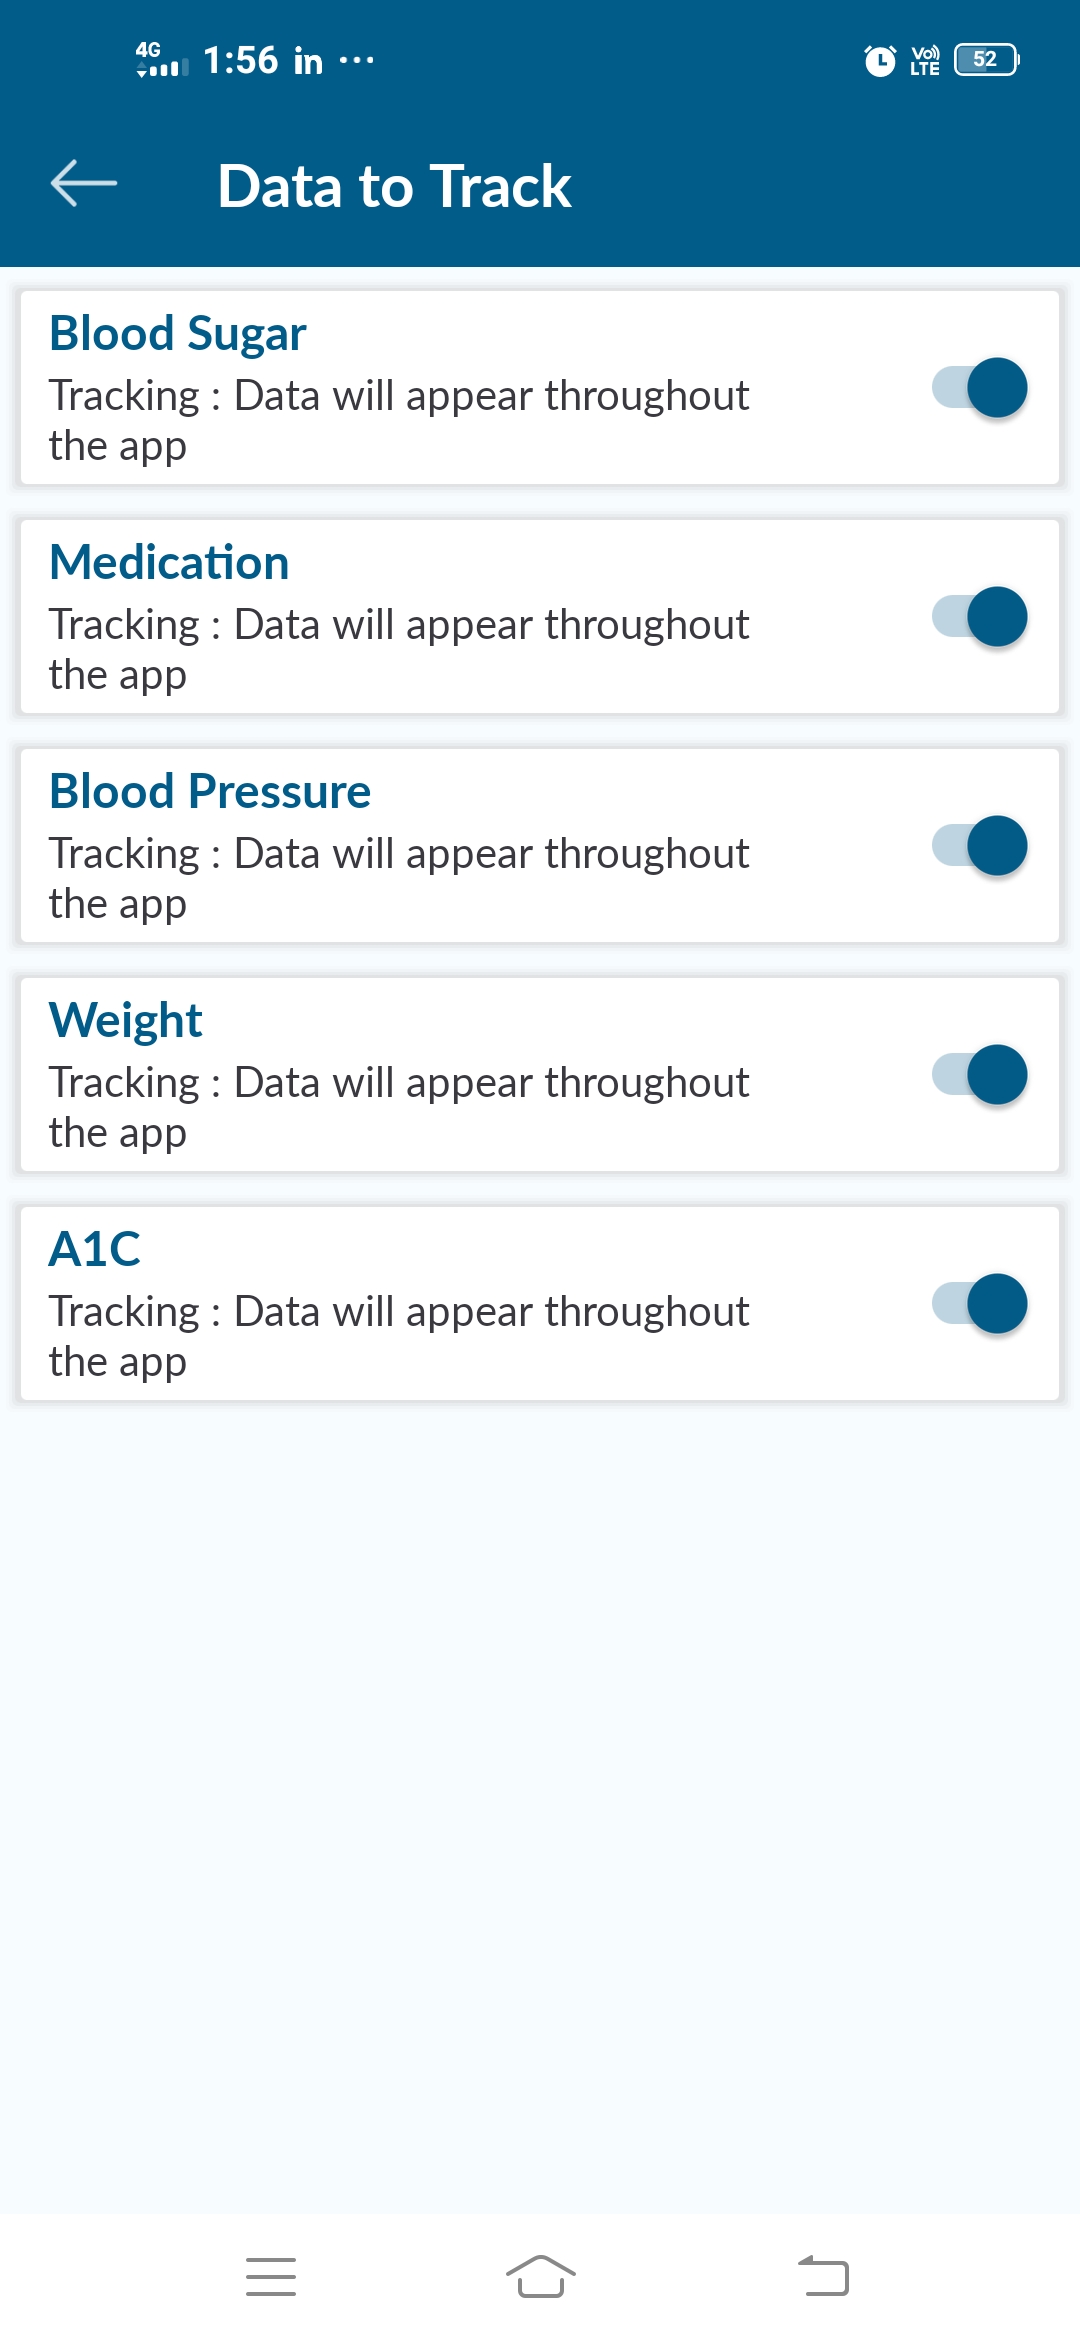 4G 1:56 in ... Vo) LTE 52
Data to Track
Blood Sugar
Tracking : Data will appear throughout
the app
Medication
Tracking : Data will appear throughout
the app
Blood Pressure
Tracking : Data will appear throughout
the app
Weight
Tracking : Data will appear throughout
the app
A1C
Tracking : Data will appear throughout
the app